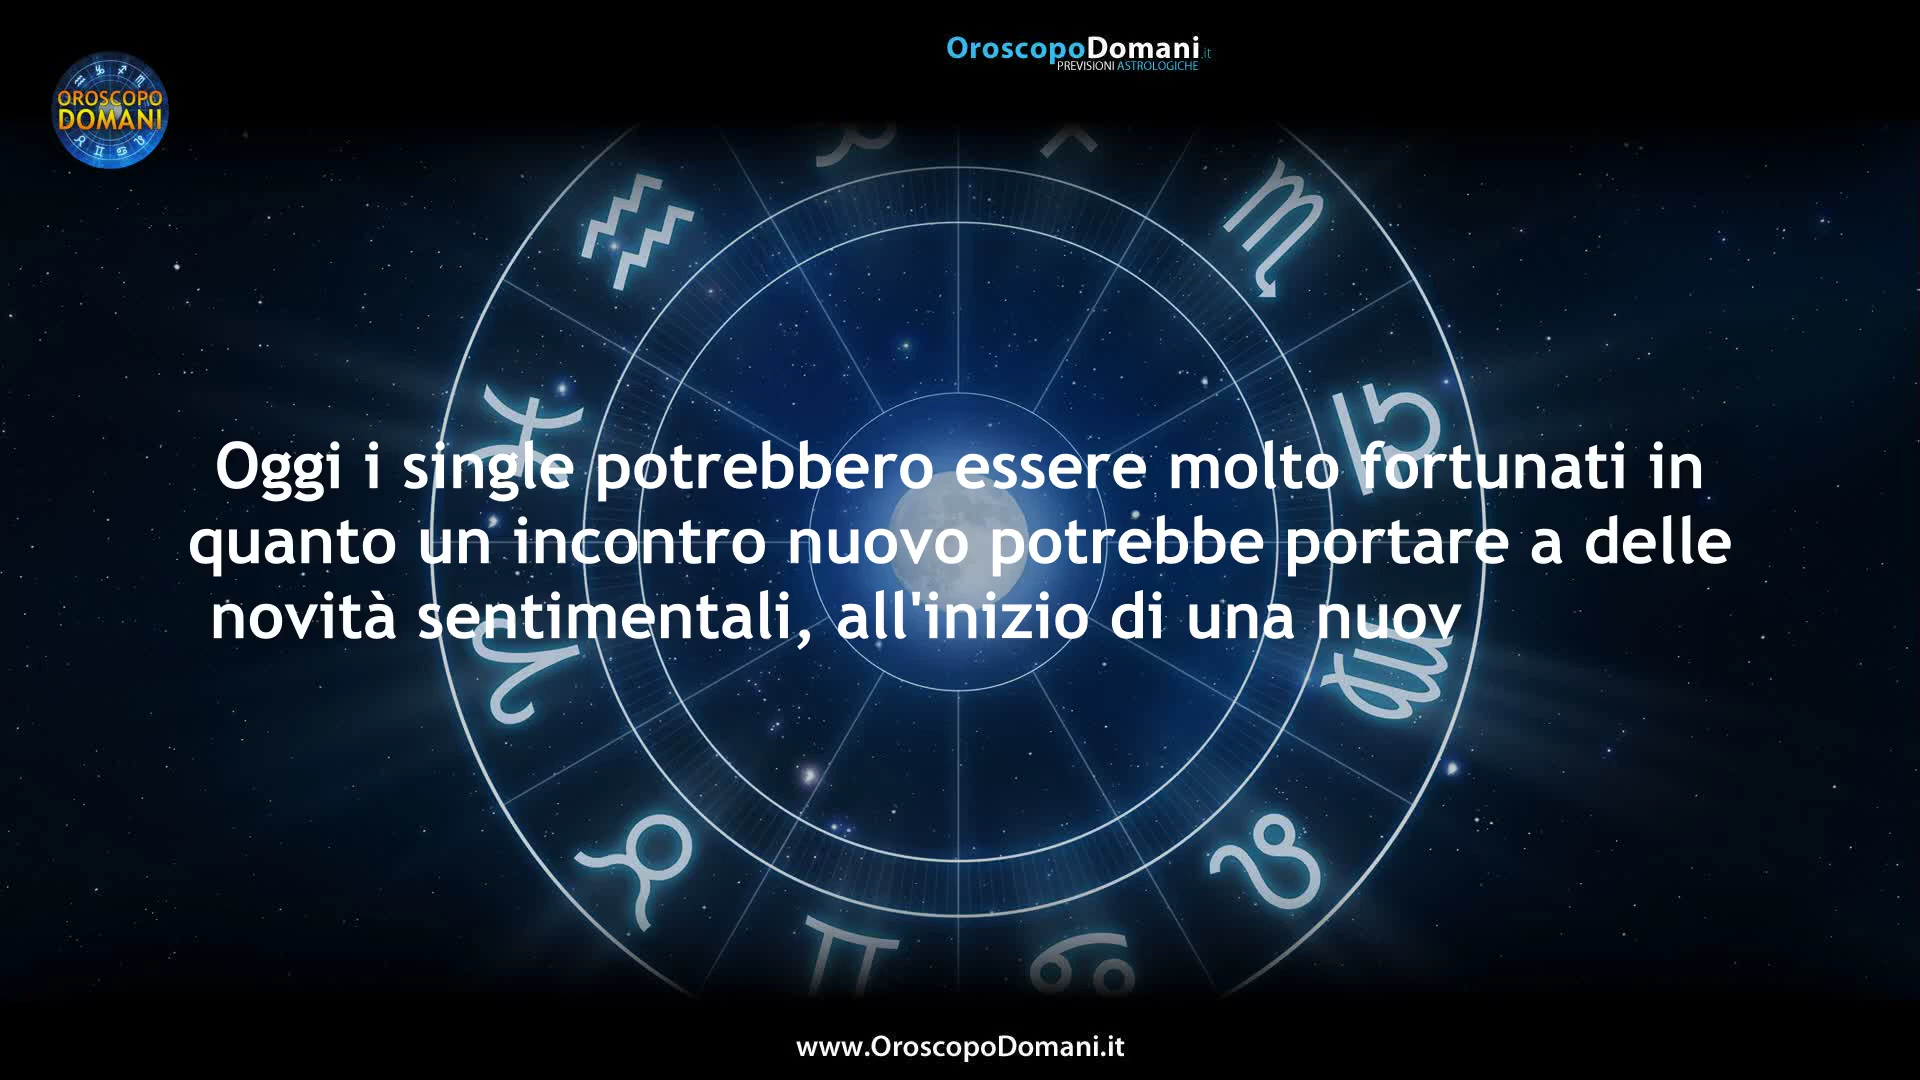 OroscopoDomani.it
PREVISIONI ASTROLOGICHE
OROSCOPO
DOMANI
Oggi i single potrebbero essere molto fortunati in
quanto un incontro nuovo potrebbe portare a delle
novità sentimentali, all'inizio di una nuov
www.OroscopoDomani.it